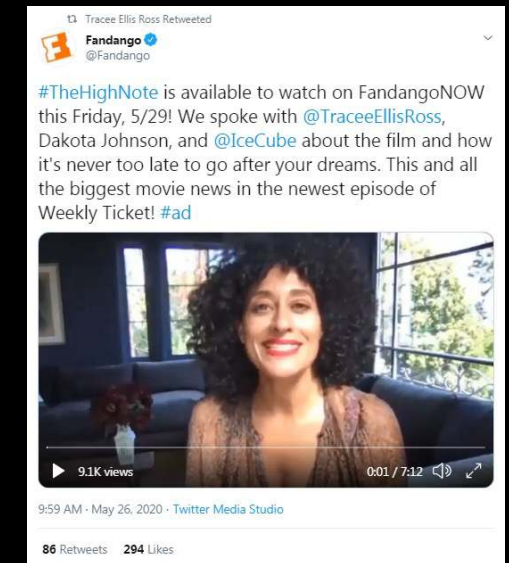 Tracee Ellis Ross Retweeted
Fandango
@Fandango
#TheHighNote is available to watch on FandangoNOW
this Friday, 5/29! We spoke with @TraceeEllisRoss,
Dakota Johnson, and @IceCube about the film and how
it's never too late to go after your dreams. This and all
the biggest movie news in the newest episode of
Weekly Ticket! #ad
9.1K views
0:01 / 7:12
9:59 AM · May 26, 2020 · Twitter Media Studio
86 Retweets 294 Likes